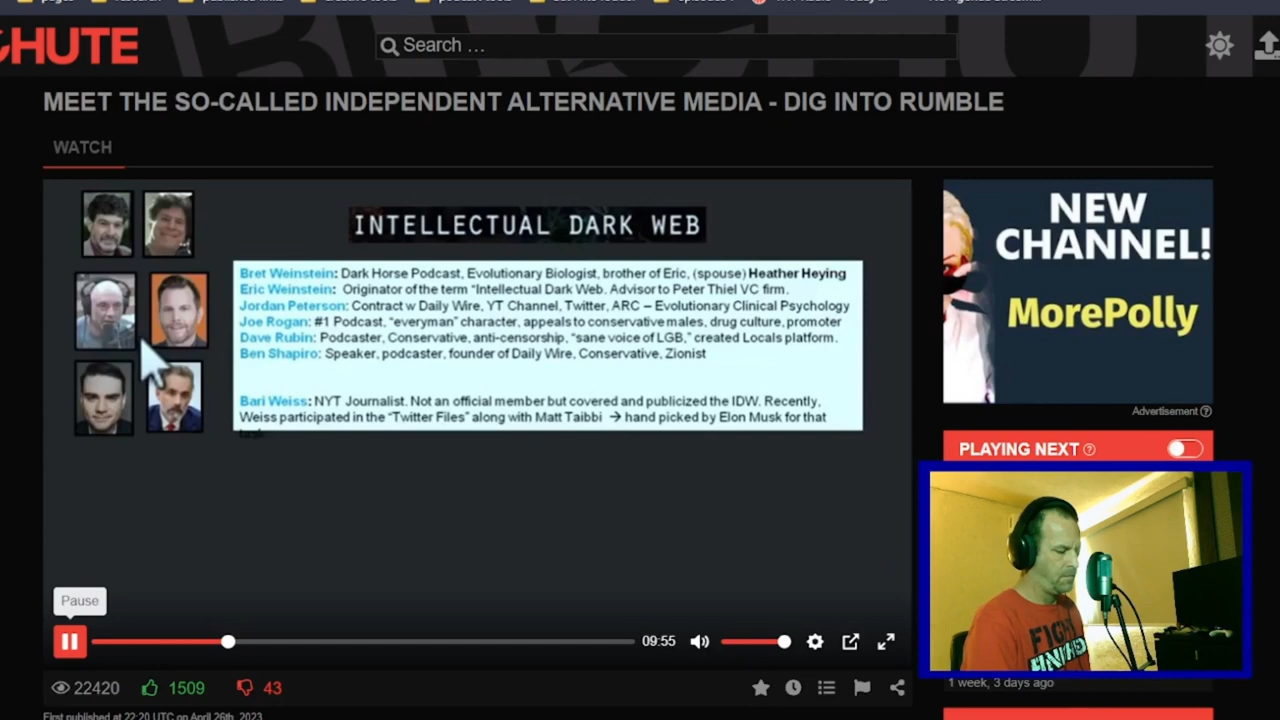 CHUTE
Search ...
MEET THE SO-CALLED INDEPENDENT ALTERNATIVE MEDIA - DIG INTO RUMBLE
WATCH
INTELLECTUAL DARK WEB
Bret Weinstein: Dark Horse Podcast, Evolutionary Biologist, brother of Eric, (spouse) Heather Heying
Eric Weinstein: Originator of the term “Intellectual Dark Web. Advisor to Peter Thiel VC firm.
Jordan Peterson: Contract w Daily Wire, YT Channel, Twitter, ARC – Evolutionary Clinical Psychology
Joe Rogan: #1 Podcast, “everyman” character, appeals to conservative males, drug culture, promoter
Dave Rubin: Podcaster, Conservative, anti-censorship, “sane voice of LGB,” created Locals platform.
Ben Shapiro: Speaker, podcaster, founder of Daily Wire, Conservative, Zionist
Bari Weiss: NYT Journalist. Not an official member but covered and publicized the IDW. Recently,
Weiss participated in the “Twitter Files” along with Matt Taibbi → hand picked by Elon Musk for that
task.
NEW
CHANNEL!
MorePolly
Advertisement
PLAYING NEXT
Pause
09:55
22420 1509 43
1 week, 3 days ago
First published at 22:20 UTC on April 26th, 2023